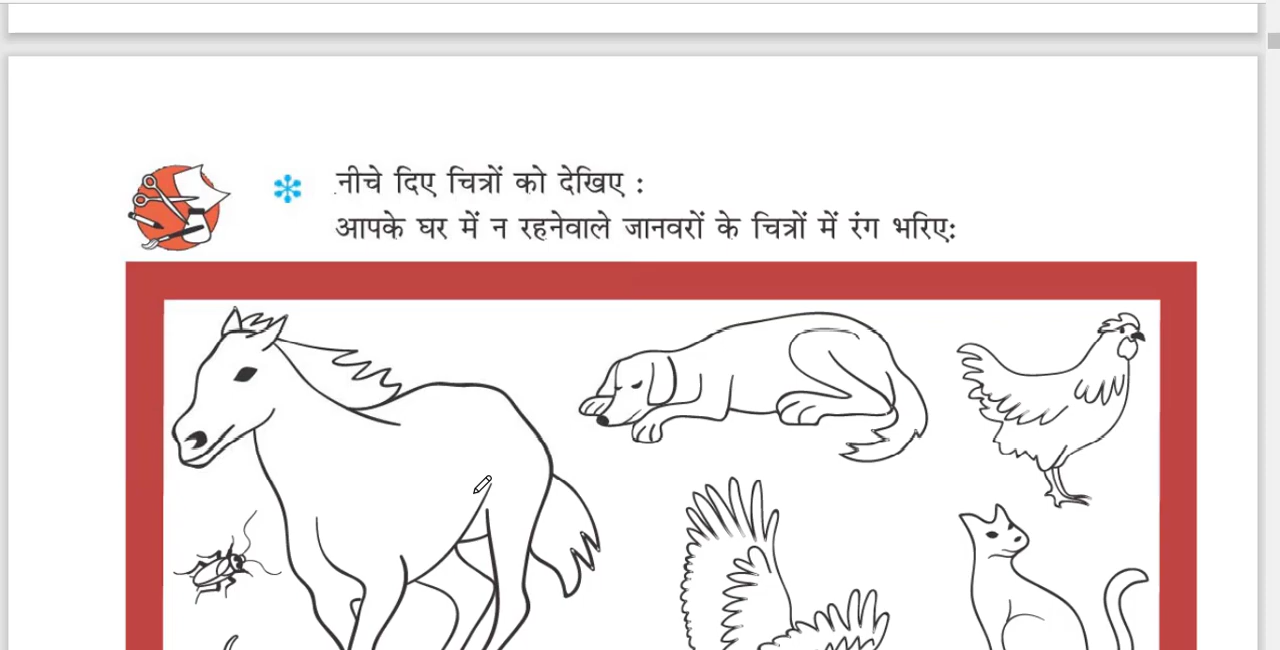 नीचे दिए चित्रों को देखिए :
आपके घर में न रहनेवाले जानवरों के चित्रों में रंग भरिए: